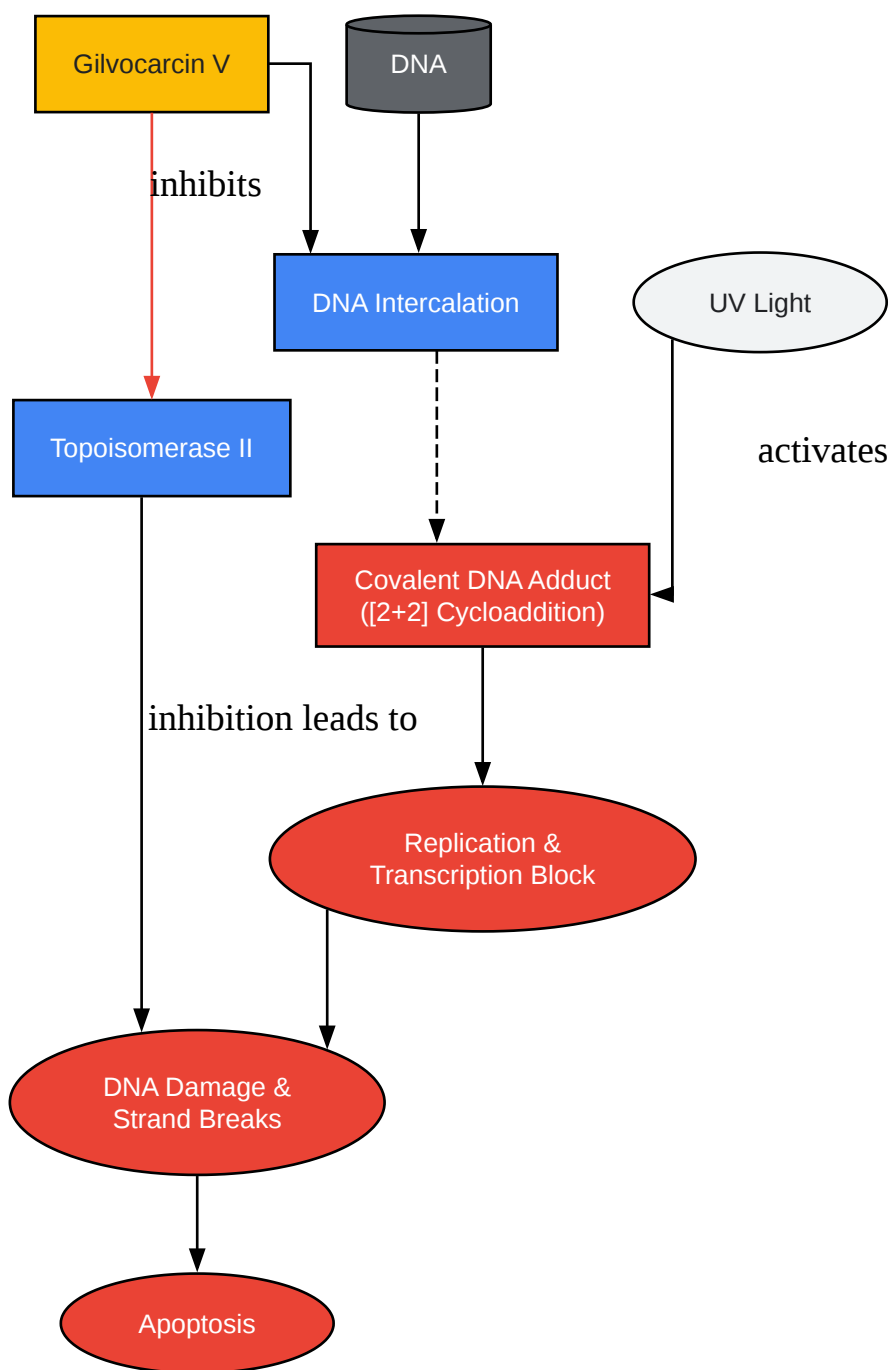 Gilvocarcin V
DNA
inhibits
DNA Intercalation
UV Light
Topoisomerase II
activates
Covalent DNA Adduct
([2+2] Cycloaddition)
inhibition leads to
Replication &
Transcription Block
DNA Damage &
Strand Breaks
Apoptosis